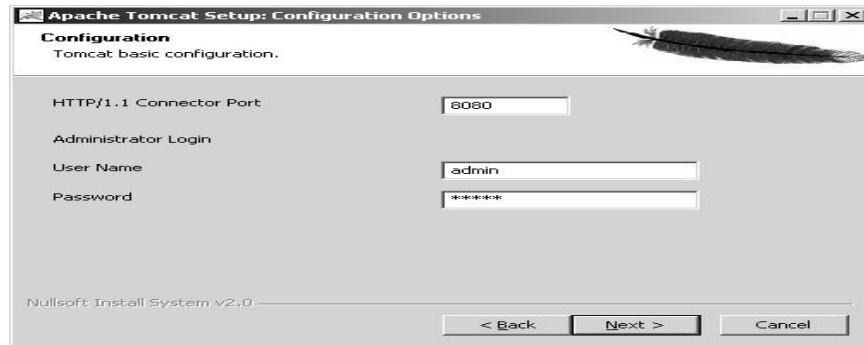 Apache Tomcat Setup: Configuration Options
Configuration
Tomcat basic configuration.
HTTP/1.1 Connector Port 8080
Administrator Login
User Name admin
Password *****
Nullsoft Install System v2.0
< Back Next > Cancel